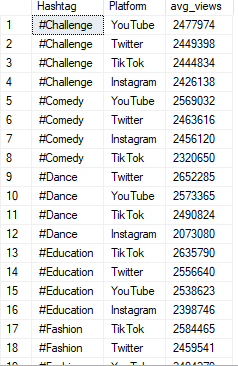 Hashtag Platform avg_views
1 #Challenge YouTube 2477974
2 #Challenge Twitter 2449398
3 #Challenge TikTok 2444834
4 #Challenge Instagram 2426138
5 #Comedy YouTube 2569032
6 #Comedy Twitter 2463616
7 #Comedy Instagram 2456120
8 #Comedy TikTok 2320650
9 #Dance Twitter 2652285
10 #Dance YouTube 2573365
11 #Dance TikTok 2490824
12 #Dance Instagram 2073080
13 #Education TikTok 2635790
14 #Education Twitter 2556640
15 #Education YouTube 2538623
16 #Education Instagram 2398746
17 #Fashion TikTok 2584465
18 #Fashion Twitter 2459541
19 #Fashion YouTube